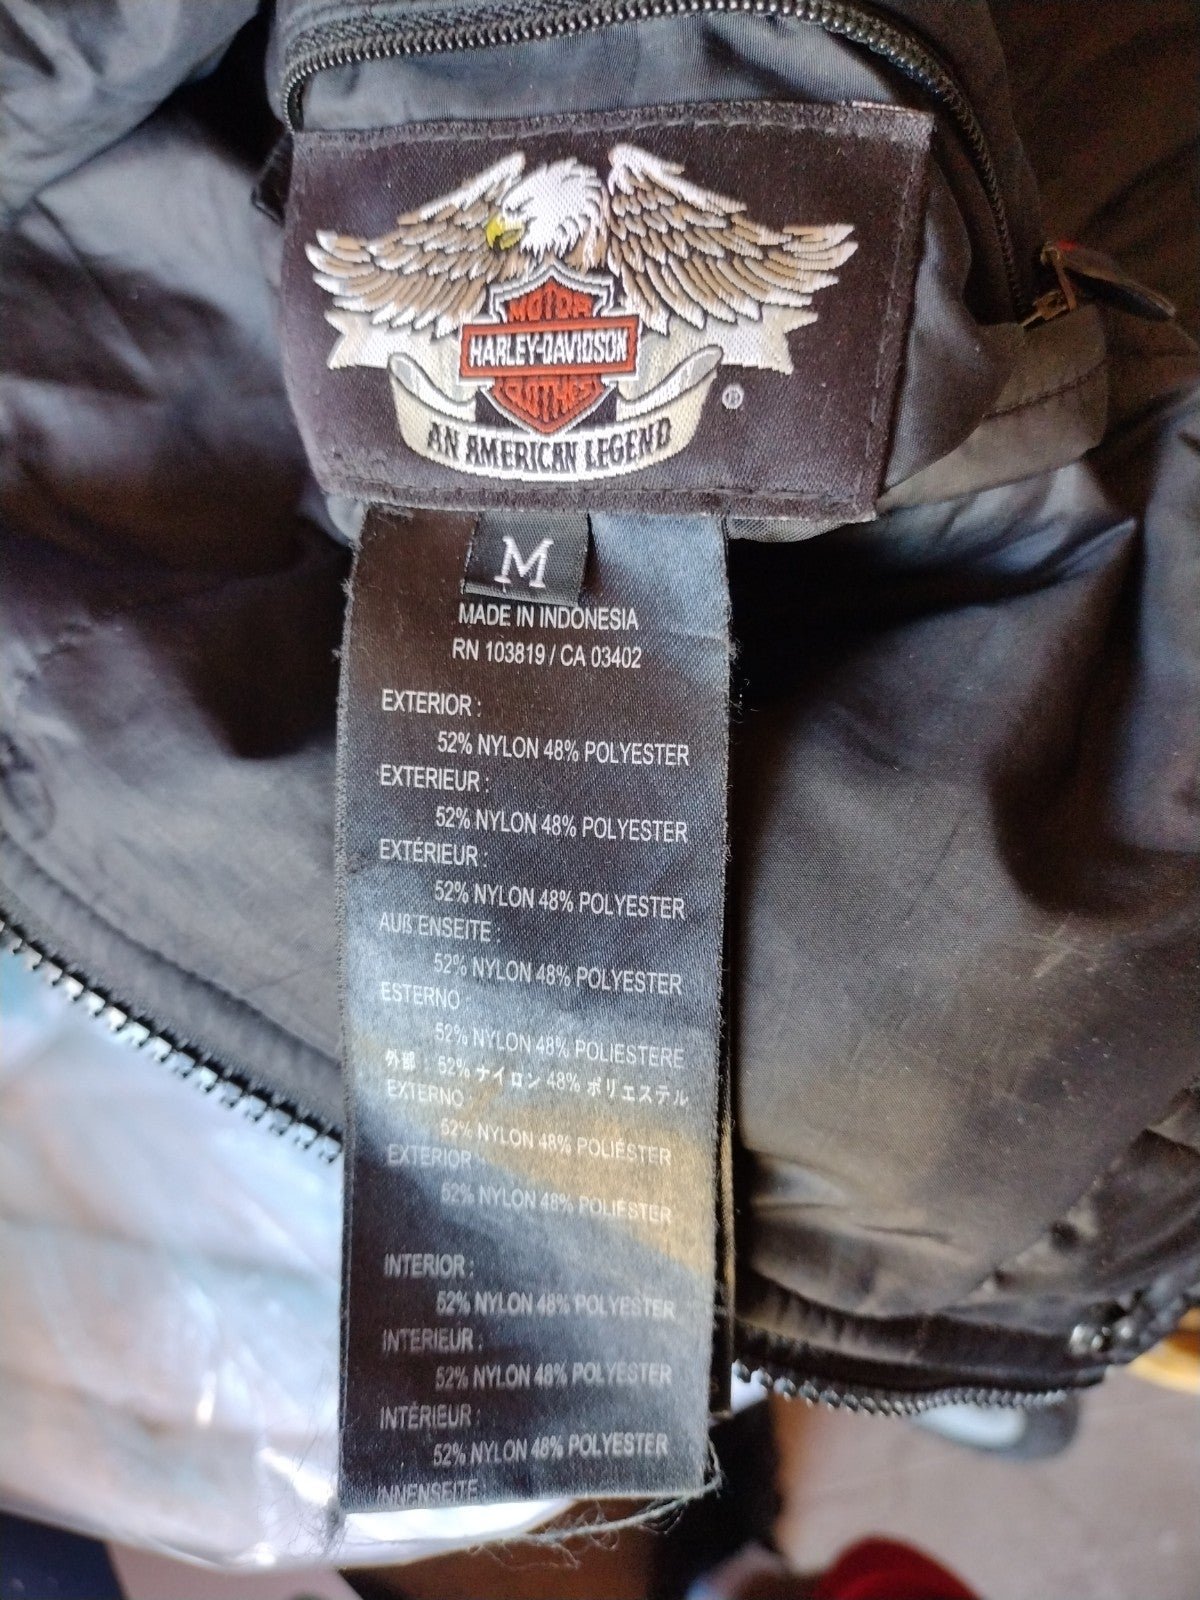 MOTOR
HARLEY-DAVIDSON
CLOTHES
®
AN AMERICAN LEGEND
M
MADE IN INDONESIA
RN 103819 / CA 03402
EXTERIOR :
52% NYLON 48% POLYESTER
EXTERIEUR :
52% NYLON 48% POLYESTER
EXTÉRIEUR :
52% NYLON 48% POLYESTER
AUß ENSEITE :
52% NYLON 48% POLYESTER
ESTERNO :
52% NYLON 48% POLIESTERE
外部 : 52% ナイロン 48% ポリエステル
EXTERNO :
52% NYLON 48% POLIÉSTER
EXTERIOR :
52% NYLON 48% POLIÉSTER
INTERIOR :
52% NYLON 48% POLYESTER
INTERIEUR :
52% NYLON 48% POLYESTER
INTÉRIEUR :
52% NYLON 48% POLYESTER
INNENSEITE :